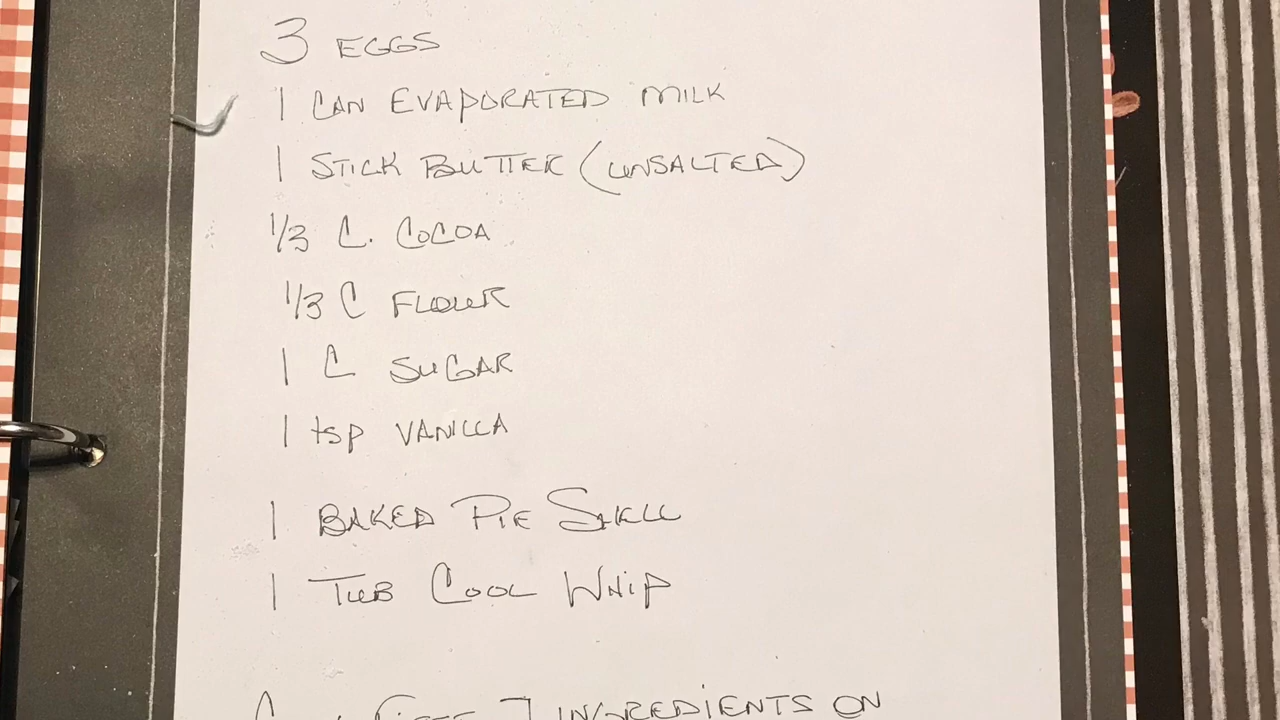 3 EGGS
1 CAN EVAPORATED MILK
1 STICK BUTTER (UNSALTED)
1/3 C. COCOA
1/3 C FLOUR
1 C SUGAR
1 tsp VANILLA
1 BAKED PIE SHELL
1 TUB COOL WHIP
7 INGREDIENTS ON